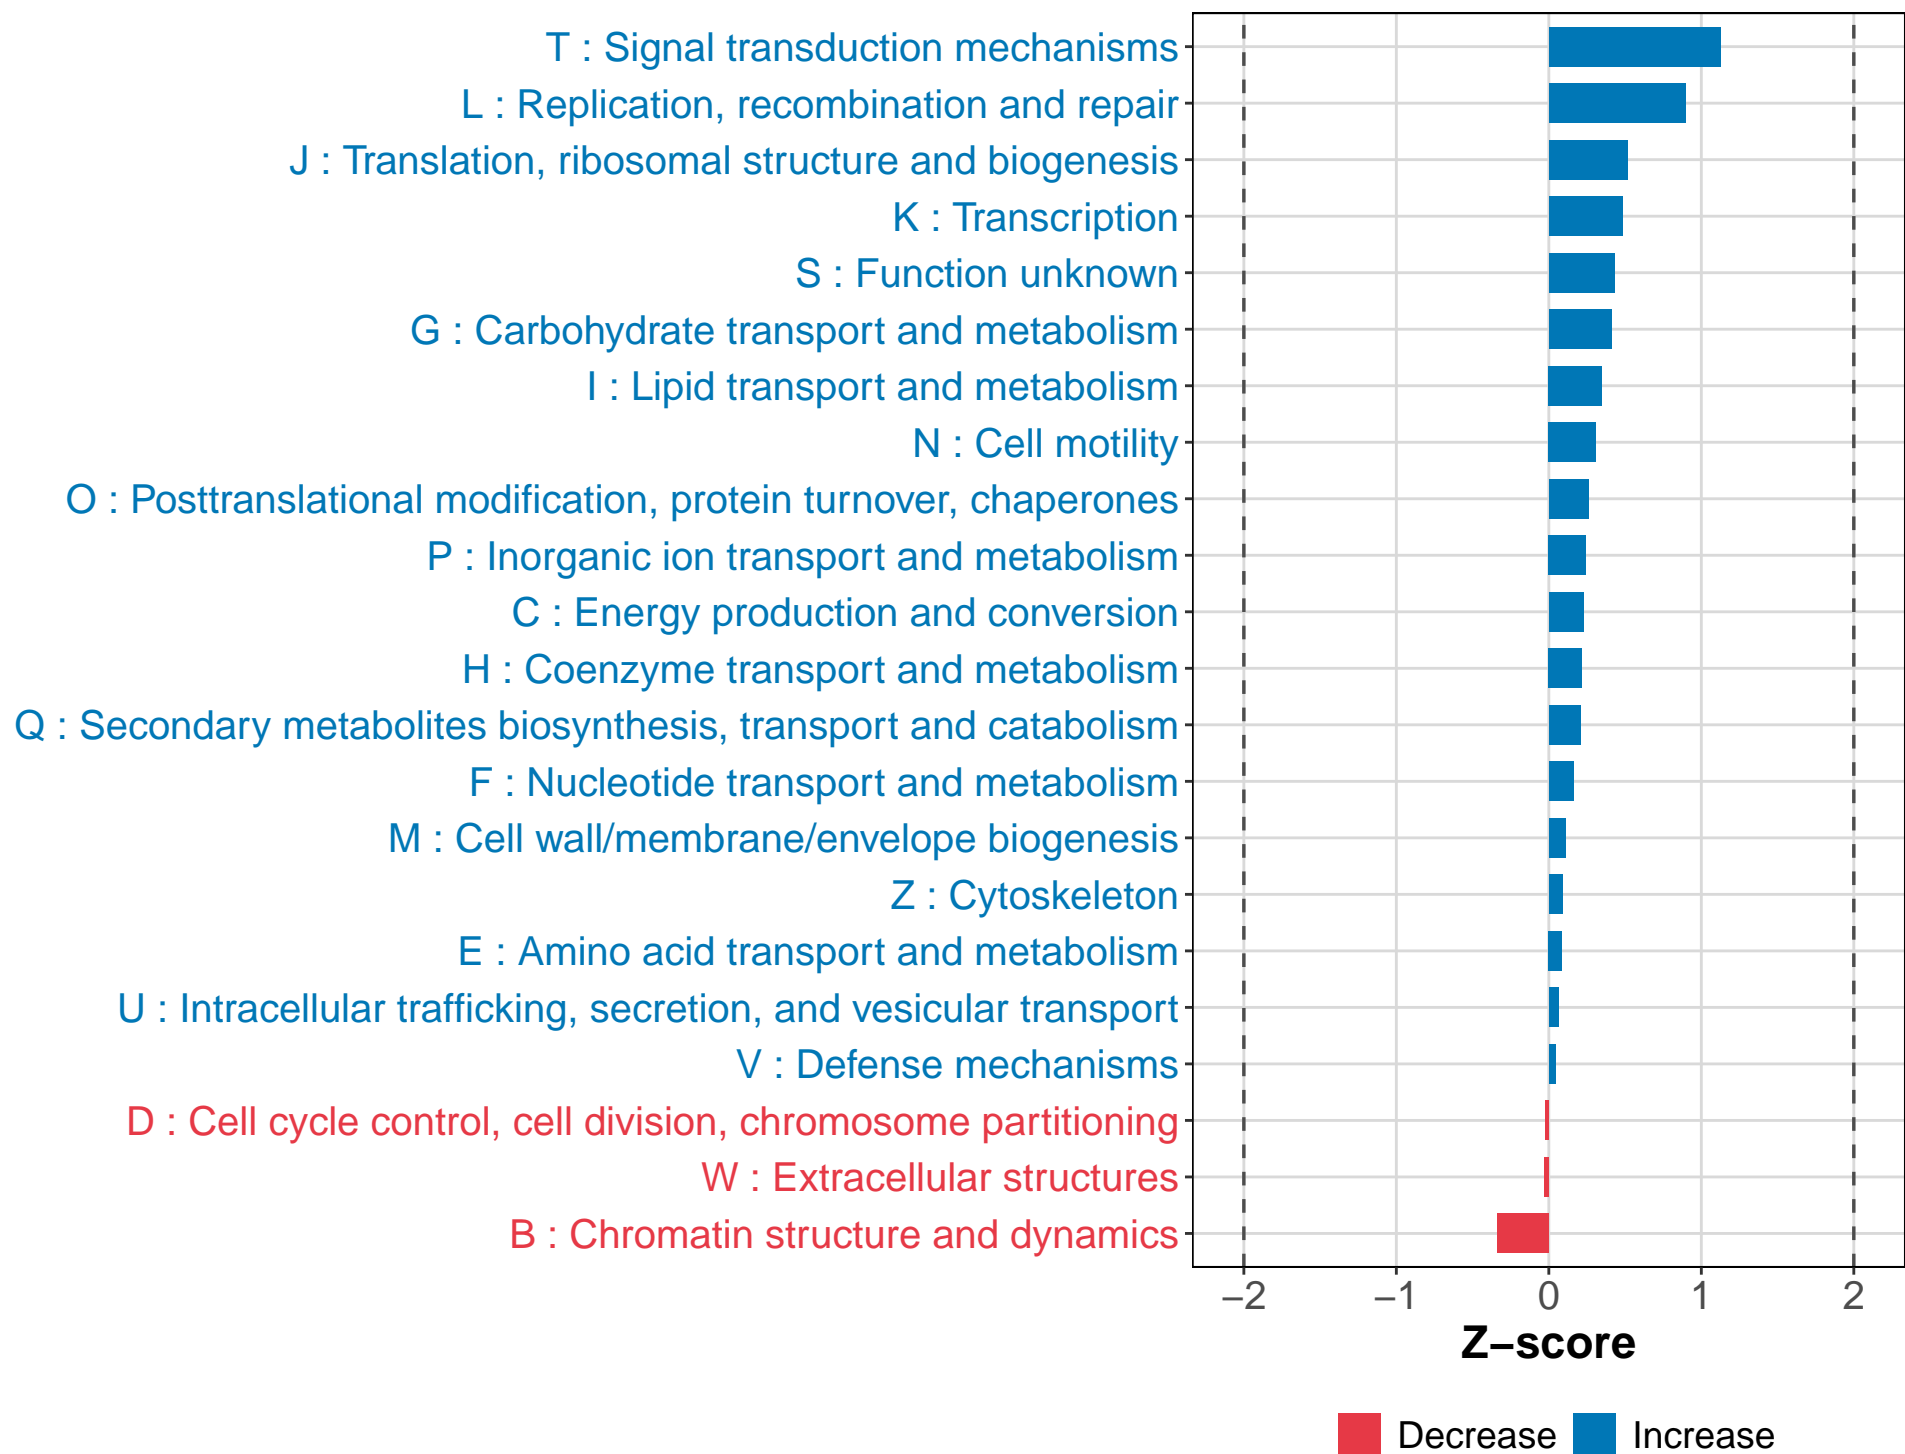 T : Signal transduction mechanisms
L : Replication, recombination and repair
J : Translation, ribosomal structure and biogenesis
K : Transcription
S : Function unknown
G : Carbohydrate transport and metabolism
I : Lipid transport and metabolism
N : Cell motility
O : Posttranslational modification, protein turnover, chaperones
P : Inorganic ion transport and metabolism
C : Energy production and conversion
H : Coenzyme transport and metabolism
Q : Secondary metabolites biosynthesis, transport and catabolism
F : Nucleotide transport and metabolism
M : Cell wall/membrane/envelope biogenesis
Z : Cytoskeleton
E : Amino acid transport and metabolism
U : Intracellular trafficking, secretion, and vesicular transport
V : Defense mechanisms
D : Cell cycle control, cell division, chromosome partitioning
W : Extracellular structures
B : Chromatin structure and dynamics
−2 −1 0 1 2
Z−score
Decrease Increase